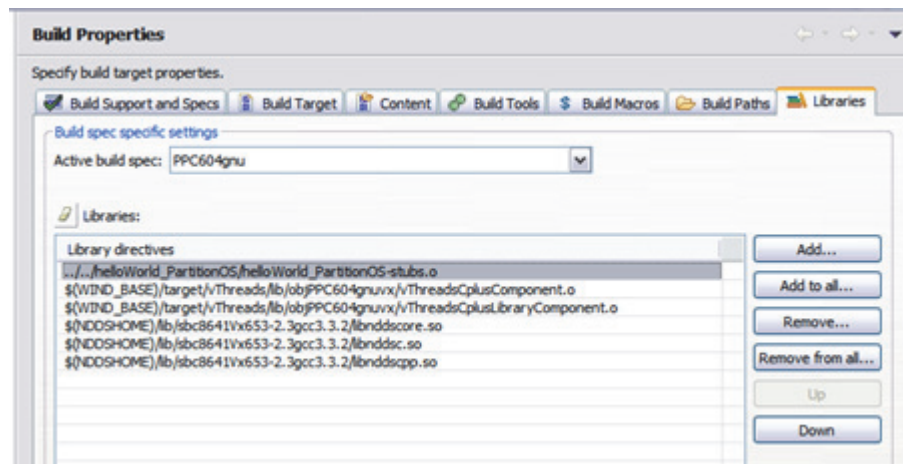 Build Properties
Specify build target properties.
Build Support and Specs Build Target Content Build Tools Build Macros Build Paths Libraries
Build spec specific settings
Active build spec: PPC604gnu
Libraries:
Library directives
../../helloWorld_PartitionOS/helloWorld_PartitionOS-stubs.o
$(WIND_BASE)/target/vThreads/lib/objPPC604gnuvx/vThreadsCplusComponent.o
$(WIND_BASE)/target/vThreads/lib/objPPC604gnuvx/vThreadsCplusLibraryComponent.o
$(NDDSHOME)/lib/sbc8641Vx653-2.3gcc3.3.2/libnddscore.so
$(NDDSHOME)/lib/sbc8641Vx653-2.3gcc3.3.2/libnddsc.so
$(NDDSHOME)/lib/sbc8641Vx653-2.3gcc3.3.2/libnddscpp.so
Add...
Add to all...
Remove...
Remove from all...
Up
Down